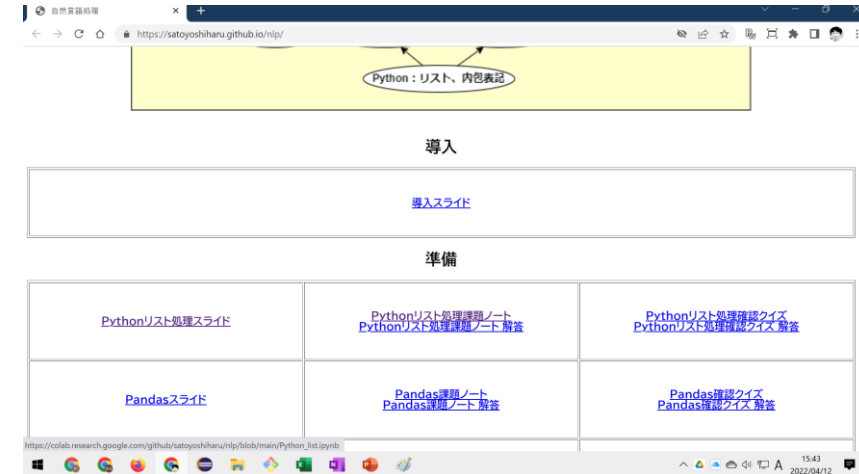 自然言語処理
https://satoyoshiharu.github.io/nlp/
Python：リスト、内包表記
導入
導入スライド
準備
Pythonリスト処理スライド
Pythonリスト処理課題ノート
Pythonリスト処理課題ノート 解答
Pythonリスト処理確認クイズ
Pythonリスト処理確認クイズ 解答
Pandasスライド
Pandas課題ノート
Pandas課題ノート 解答
Pandas確認クイズ
Pandas確認クイズ 解答
https://colab.research.google.com/github/satoyoshiharu/nlp/blob/main/Python_list.ipynb
A
15:43
2022/04/12